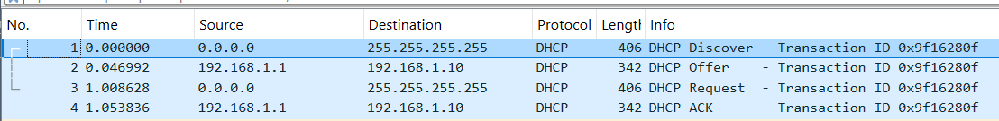 No. Time Source Destination Protocol Length Info
1 0.000000 0.0.0.0 255.255.255.255 DHCP 406 DHCP Discover - Transaction ID 0x9f16280f
2 0.046992 192.168.1.1 192.168.1.10 DHCP 342 DHCP Offer - Transaction ID 0x9f16280f
3 1.008628 0.0.0.0 255.255.255.255 DHCP 406 DHCP Request - Transaction ID 0x9f16280f
4 1.053836 192.168.1.1 192.168.1.10 DHCP 342 DHCP ACK - Transaction ID 0x9f16280f